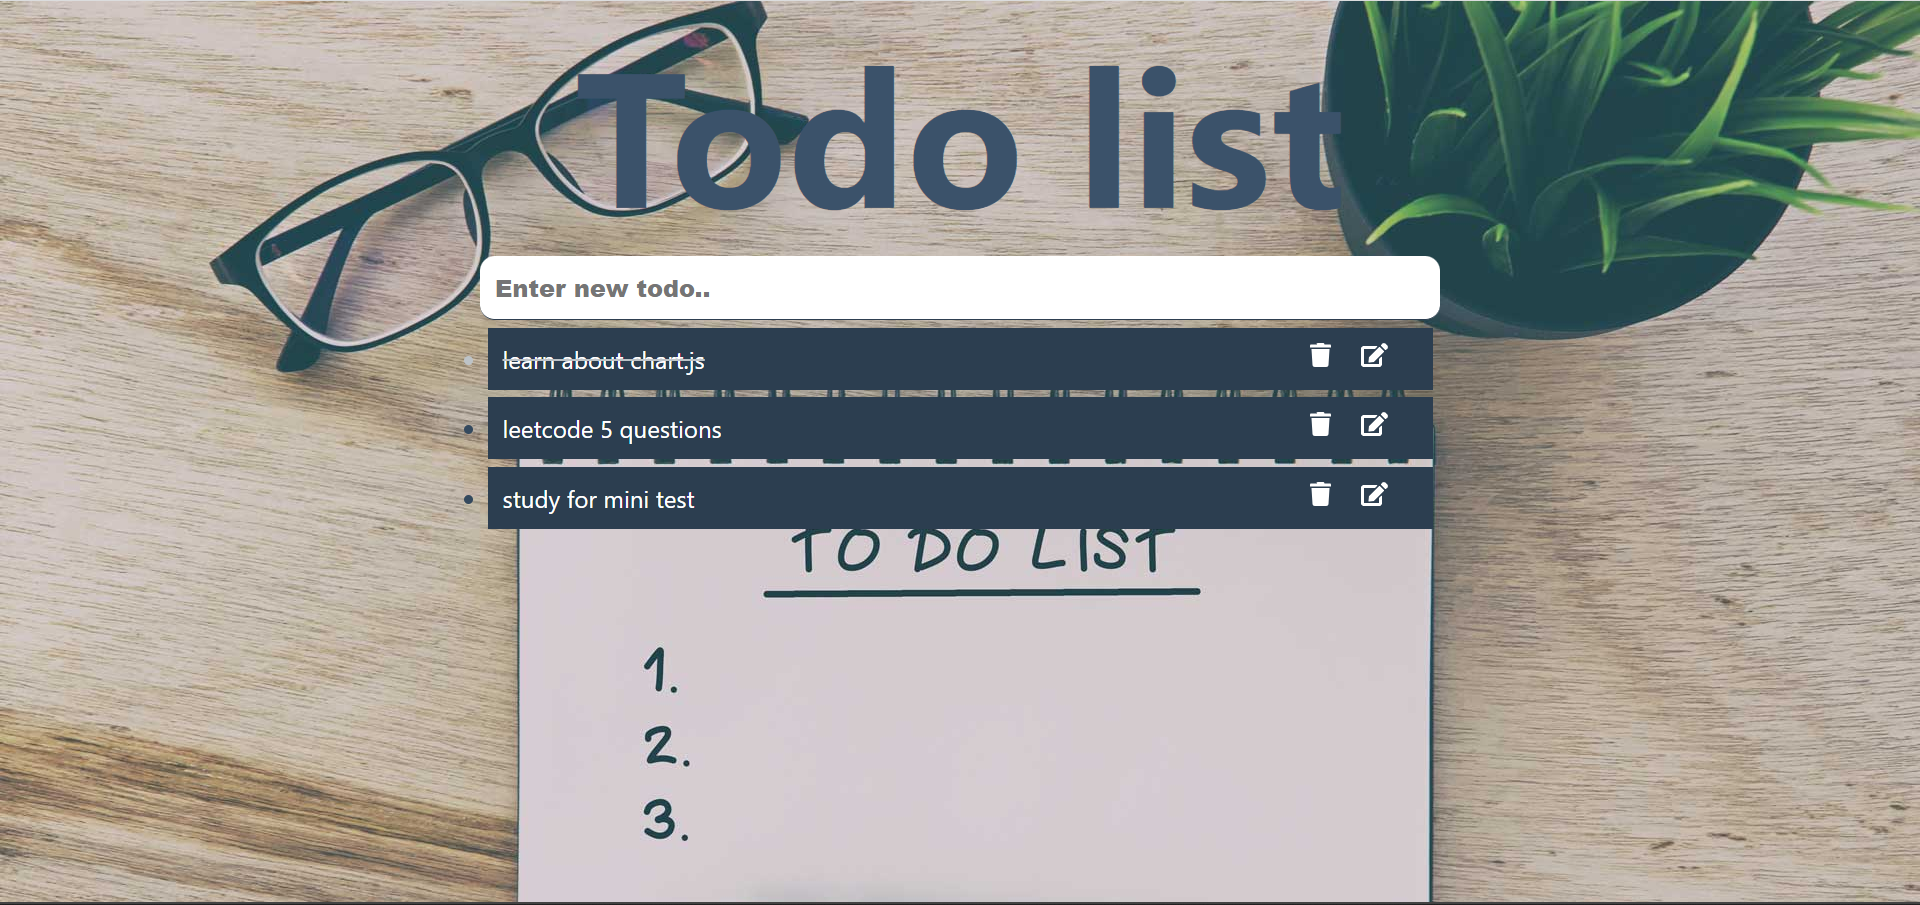 Todo list
Enter new todo..
learn about chart.js
leetcode 5 questions
study for mini test
TO DO LIST
1.
2.
3.